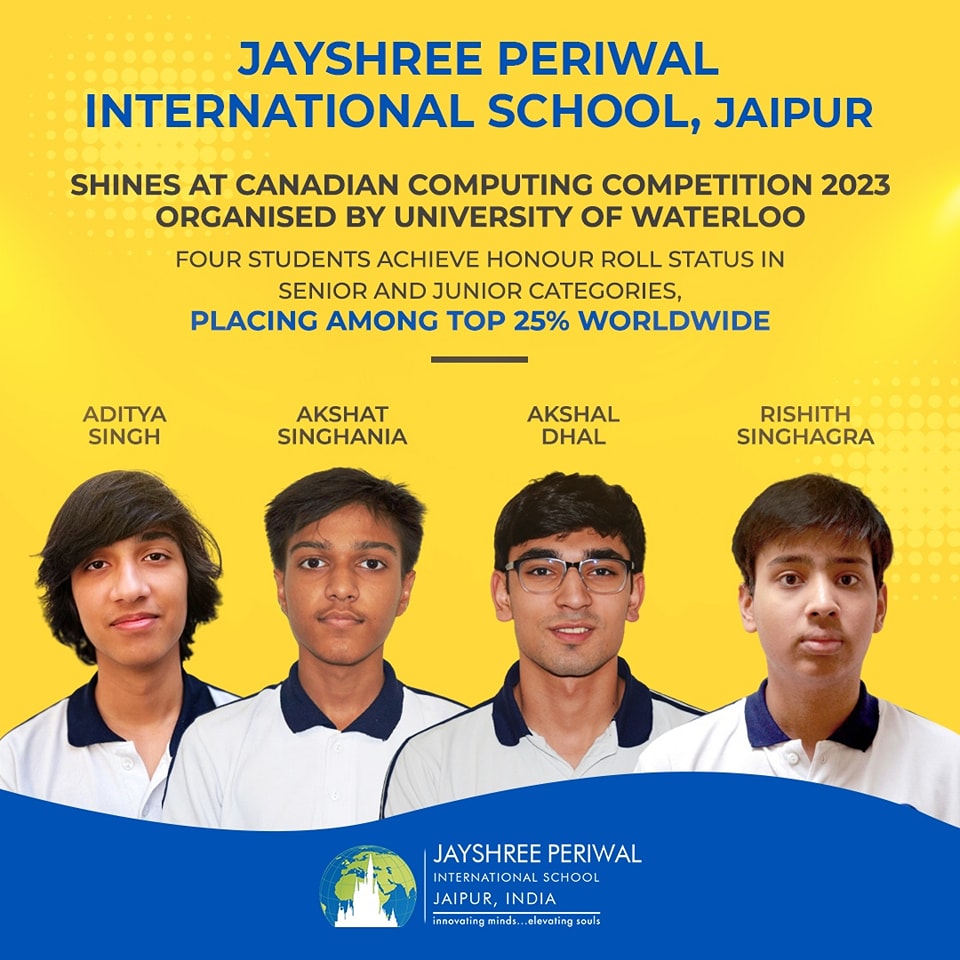 JAYSHREE PERIWAL
INTERNATIONAL SCHOOL, JAIPUR
SHINES AT CANADIAN COMPUTING COMPETITION 2023
ORGANISED BY UNIVERSITY OF WATERLOO
FOUR STUDENTS ACHIEVE HONOUR ROLL STATUS IN
SENIOR AND JUNIOR CATEGORIES,
PLACING AMONG TOP 25% WORLDWIDE
ADITYA
SINGH
AKSHAT
SINGHANIA
AKSHAL
DHAL
RISHITH
SINGHAGRA
JAYSHREE PERIWAL
INTERNATIONAL SCHOOL
JAIPUR, INDIA
innovating minds...elevating souls